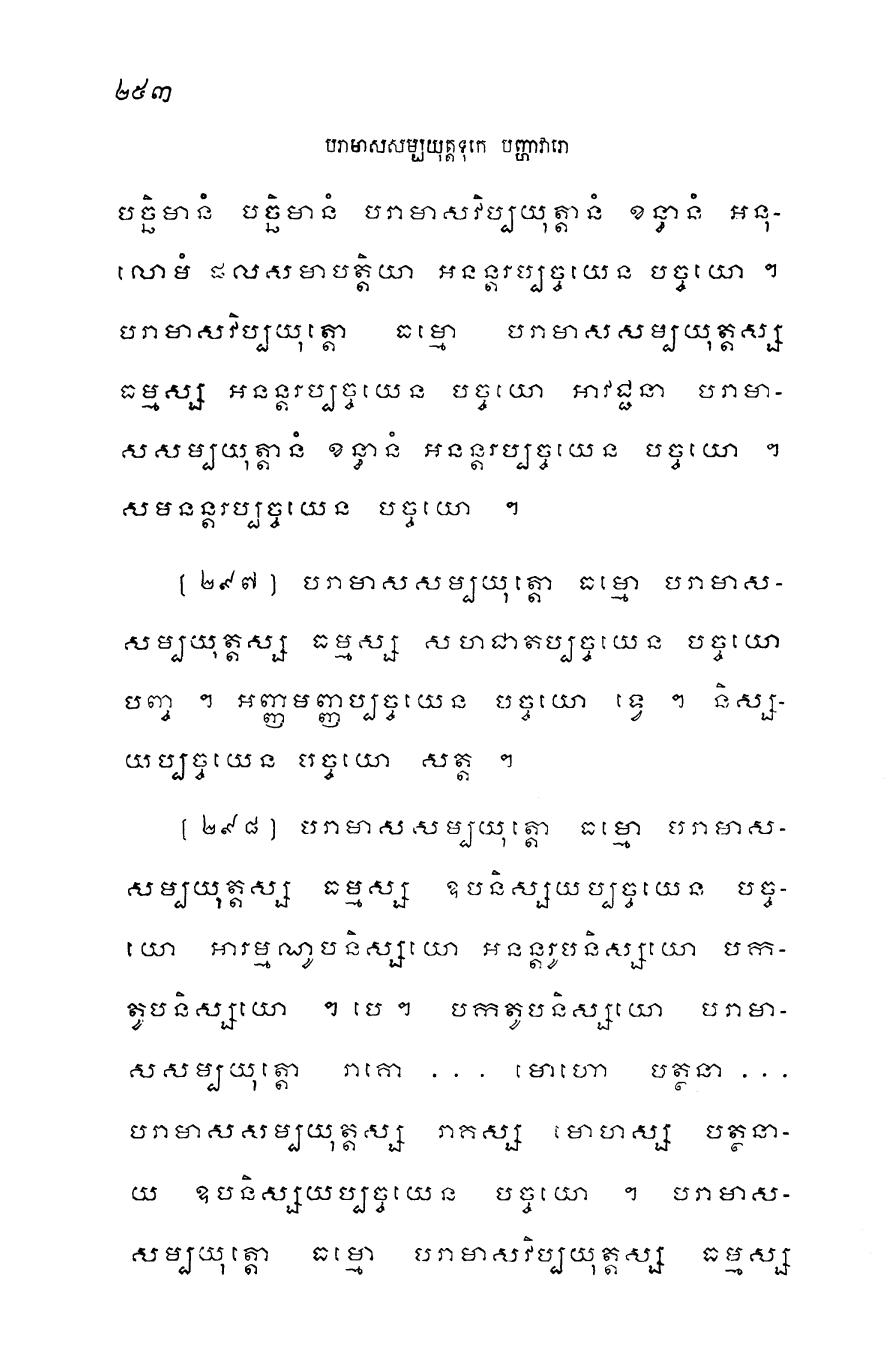 ២៥៣
បរាមាសសម្បយុត្តទុកេ បញ្ហាវារោ
បច្ឆិមានំ បច្ឆិមានំ បរាមាសវិប្បយុត្តានំ ខន្ធានំ អនុ-
លោមំ ផលសមាបត្តិយា អនន្តរប្បច្ចយេន បច្ចយោ ។
បរាមាសវិប្បយុត្តោ ធម្មោ បរាមាសសម្បយុត្តស្ស
ធម្មស្ស អនន្តរប្បច្ចយេន បច្ចយោ អាវជ្ជនា បរាមា-
សសម្បយុត្តានំ ខន្ធានំ អនន្តរប្បច្ចយេន បច្ចយោ ។
សមនន្តរប្បច្ចយេន បច្ចយោ ។
[ ២៩៧ ] បរាមាសសម្បយុត្តោ ធម្មោ បរាមាស-
សម្បយុត្តស្ស ធម្មស្ស សហជាតប្បច្ចយេន បច្ចយោ
បញ្ច ។ អញ្ញមញ្ញប្បច្ចយេន បច្ចយោ ទ្វេ ។ និស្ស-
យប្បច្ចយេន បច្ចយោ សត្ត ។
[ ២៩៨ ] បរាមាសសម្បយុត្តោ ធម្មោ បរាមាស-
សម្បយុត្តស្ស ធម្មស្ស ឧបនិស្សយប្បច្ចយេន បច្ច-
យោ អារម្មណូបនិស្សយោ អនន្តរូបនិស្សយោ បកក-
តូបនិស្សយោ ។ បេ ។ បកតូបនិស្សយោ បរាមា-
សសម្បយុត្តោ រាគោ . . . មោហោ បត្ថនា . . .
បរាមាសសម្បយុត្តស្ស រាគស្ស មោហស្ស បត្ថនា-
យ ឧបនិស្សយប្បច្ចយេន បច្ចយោ ។ បរាមាស-
សម្បយុត្តោ ធម្មោ បរាមាសវិប្បយុត្តស្ស ធម្មស្ស